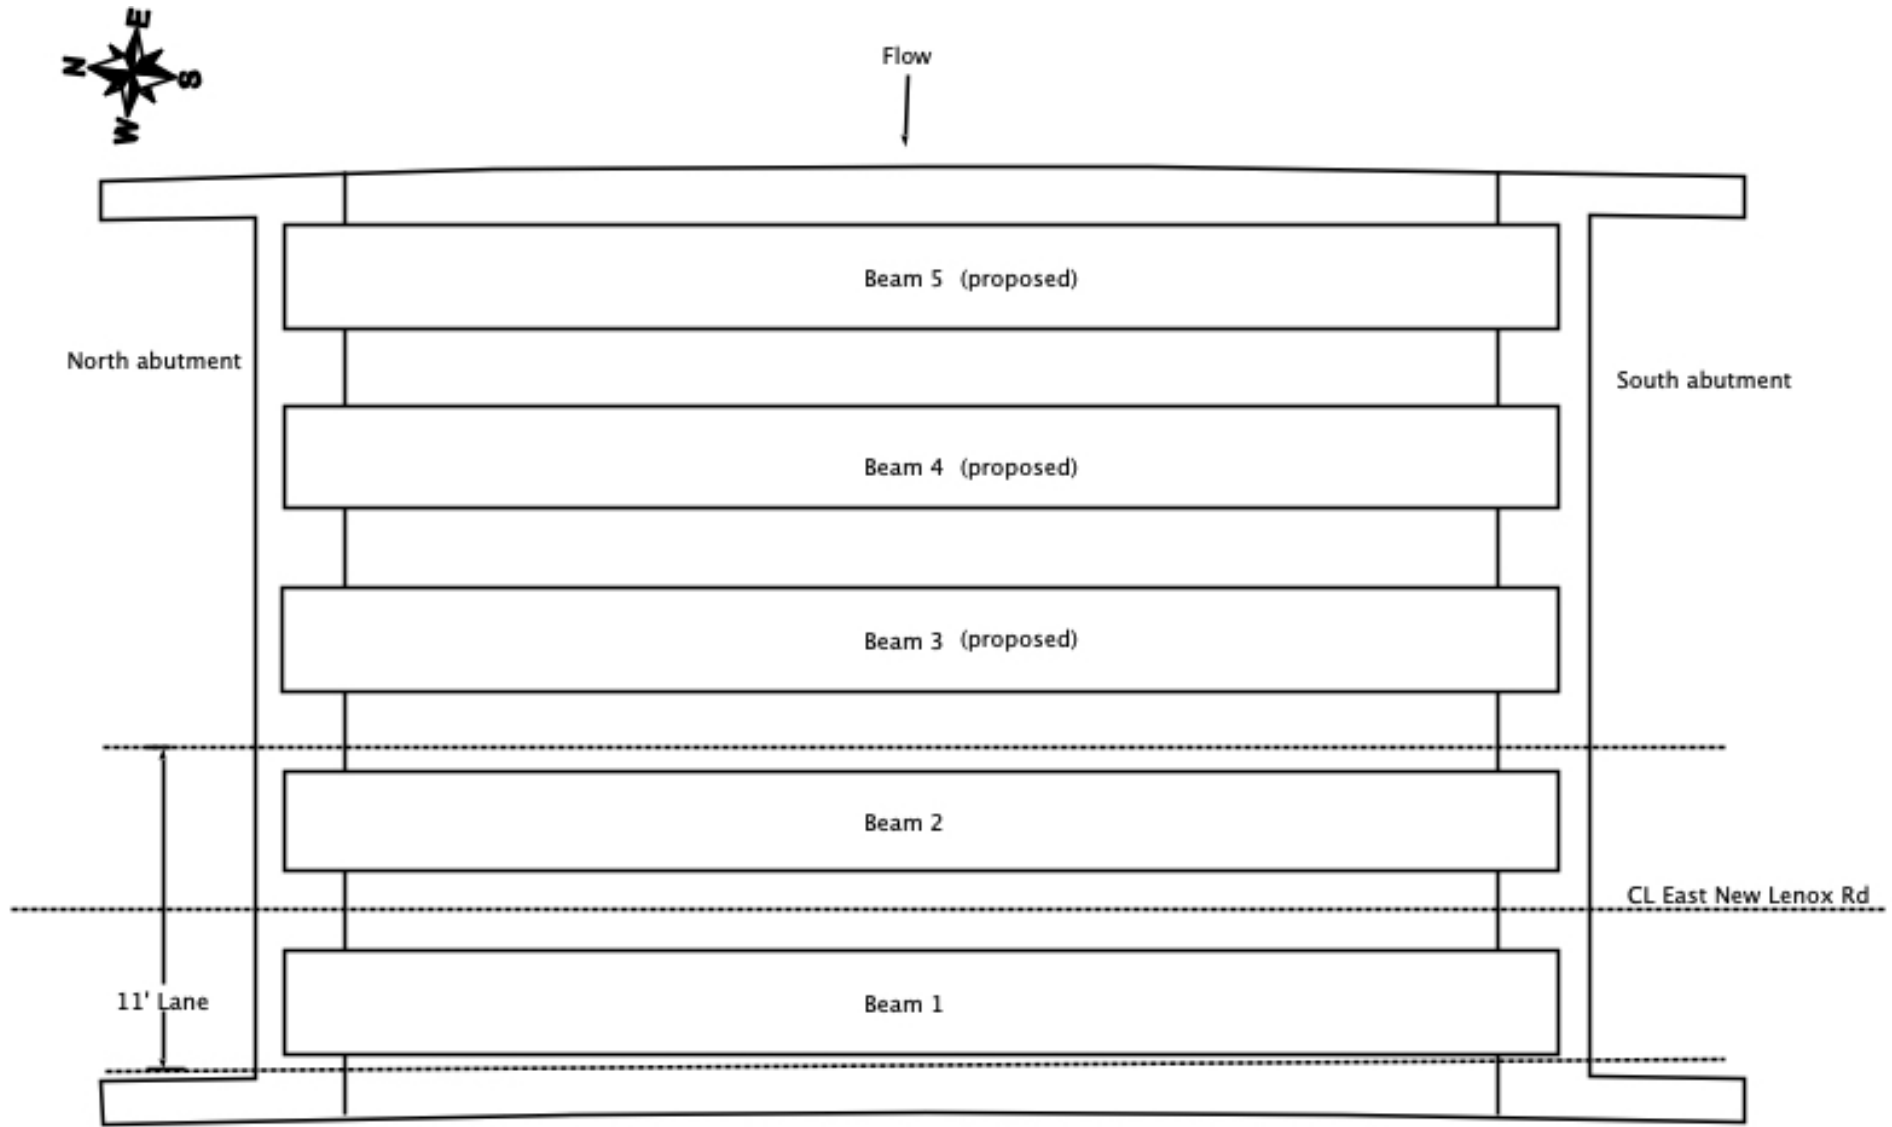 E
N
S
W
Flow
Beam 5 (proposed)
North abutment
South abutment
Beam 4 (proposed)
Beam 3 (proposed)
Beam 2
CL East New Lenox Rd
11' Lane
Beam 1